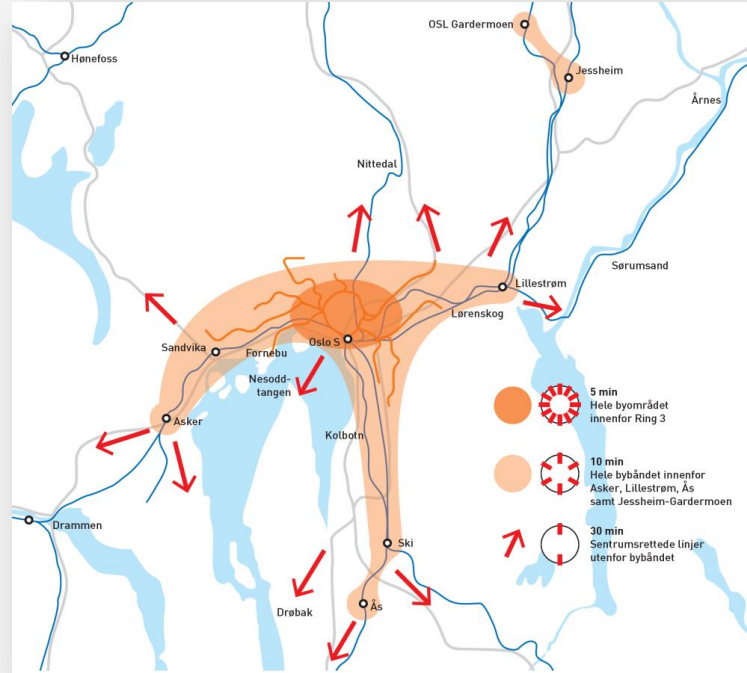 OSL Gardermoen
Hønefoss
Jessheim
Årnes
Nittedal
Sørumsand
Lillestrøm
Lørenskog
Oslo S
Sandvika
Fornebu
Nesodd-
tangen
Asker
Kolbotn
Drammen
Ski
Drøbak
Ås
5 min
Hele byområdet
innenfor Ring 3
10 min
Hele bybåndet innenfor
Asker, Lillestrøm, Ås
samt Jessheim-Gardermoen
30 min
Sentrumsrettede linjer
utenfor bybåndet